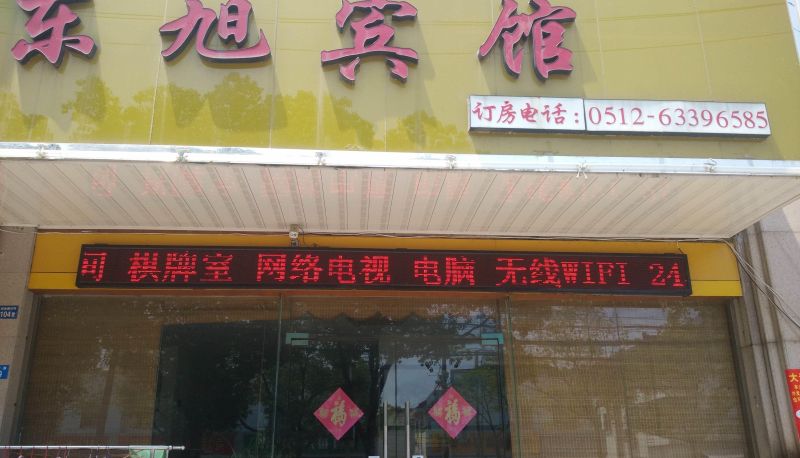 东旭宾馆
订房电话:0512-63396585
司 棋牌室 网络电视 电脑 无线WIFI 24
104
福 福